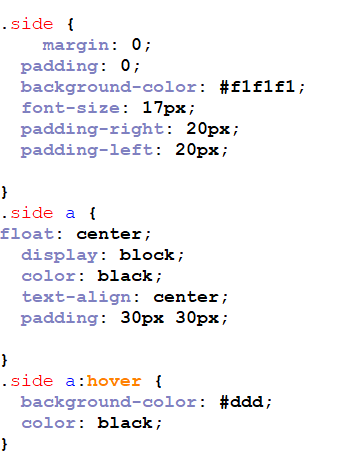 .side {
    margin: 0;
  padding: 0;
  background-color: #f1f1f1;
  font-size: 17px;
  padding-right: 20px;
  padding-left: 20px;

}
.side a {
float: center;
  display: block;
  color: black;
  text-align: center;
  padding: 30px 30px;

}
.side a:hover {
  background-color: #ddd;
  color: black;
}